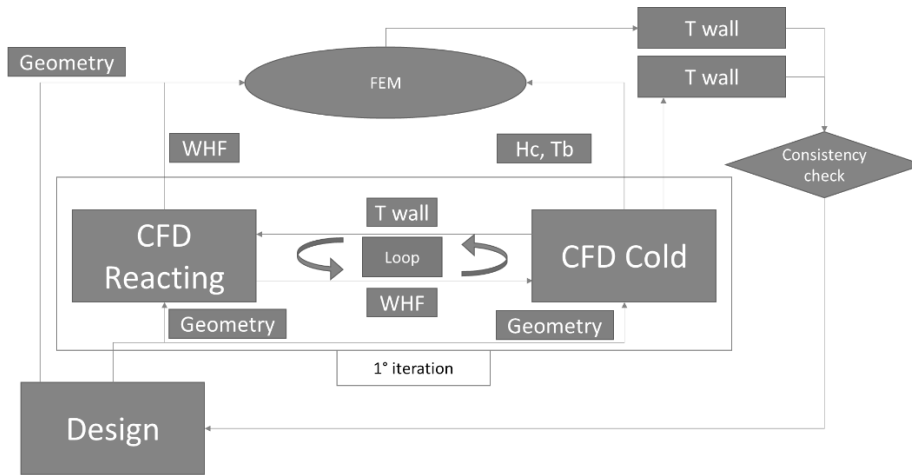 T wall
Geometry
FEM
T wall
WHF
Hc, Tb
Consistency
check
T wall
CFD
Reacting
Loop
CFD Cold
WHF
Geometry
Geometry
1° iteration
Design